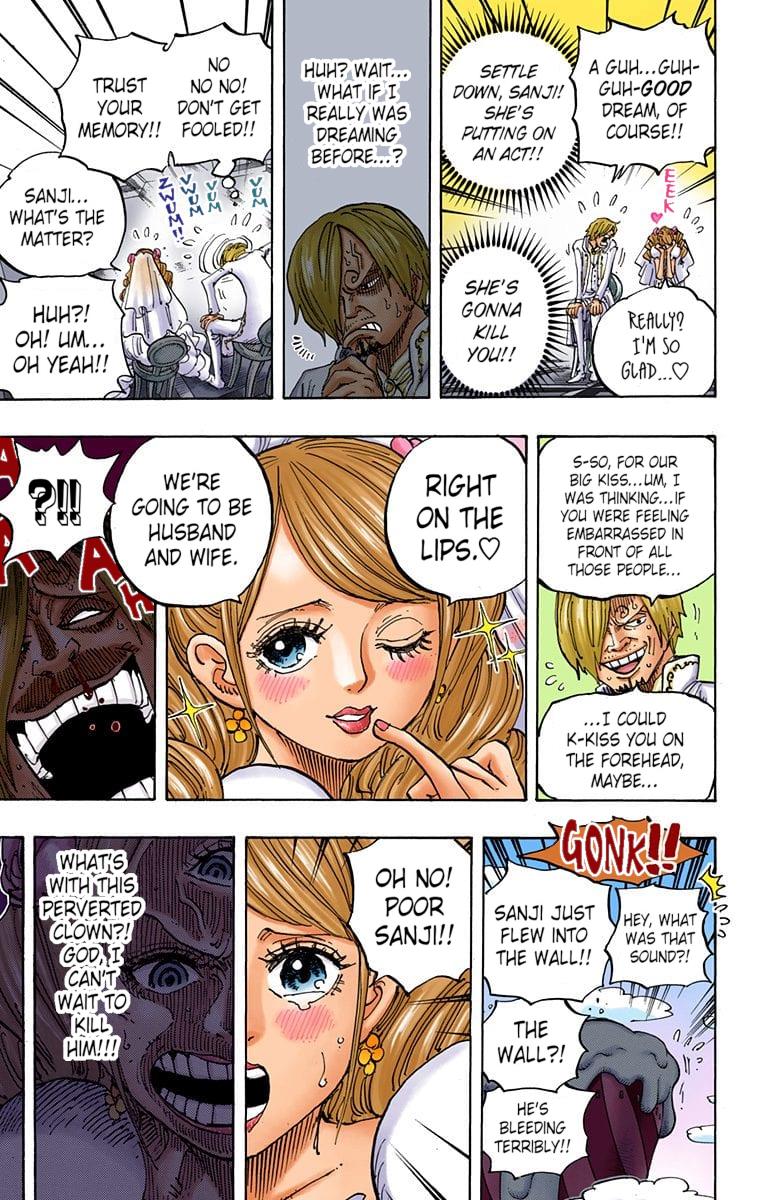 A GUH...GUH-
GUH-GOOD
DREAM, OF
COURSE!!
SETTLE
DOWN, SANJI!
SHE'S
PUTTING ON
AN ACT!!
EEK
REALLY?
I'M SO
GLAD...♡
SHE'S
GONNA
KILL
YOU!!
HUH? WAIT...
WHAT IF I
REALLY WAS
DREAMING
BEFORE...?
NO
NO NO!
DON'T GET
FOOLED!!
TRUST
YOUR
MEMORY!!
VUM
VUM
VWUM
ZWUM!!
SANJI...
WHAT'S THE
MATTER?
HUH?!
OH! UM...
OH YEAH!!
S-SO, FOR OUR
BIG KISS...UM, I
WAS THINKING...IF
YOU WERE FEELING
EMBARRASSED IN
FRONT OF ALL
THOSE PEOPLE...
...I COULD
K-KISS YOU ON
THE FOREHEAD,
MAYBE...
RIGHT
ON THE
LIPS.♡
WE'RE
GOING TO BE
HUSBAND
AND WIFE.
?!!
GONK!!
HEY, WHAT
WAS THAT
SOUND?!
SANJI JUST
FLEW INTO
THE WALL!!
THE
WALL?!
HE'S
BLEEDING
TERRIBLY!!
OH NO!
POOR
SANJI!!
WHAT'S
WITH THIS
PERVERTED
CLOWN?!
GOD, I
CAN'T
WAIT TO
KILL
HIM!!!